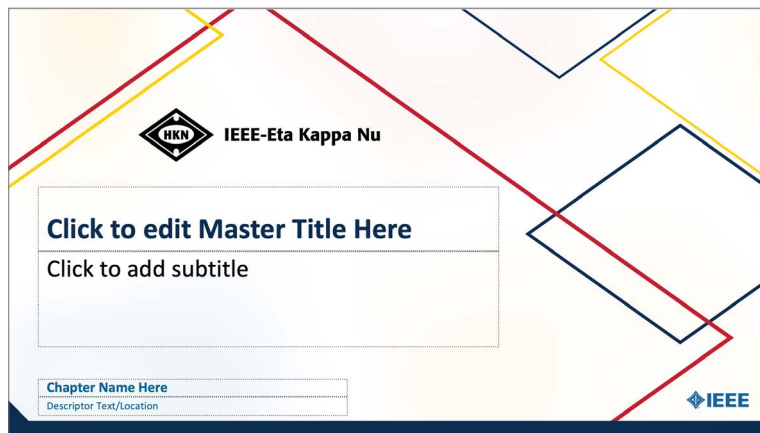 HKN IEEE-Eta Kappa Nu
Click to edit Master Title Here
Click to add subtitle
Chapter Name Here
Descriptor Text/Location
IEEE